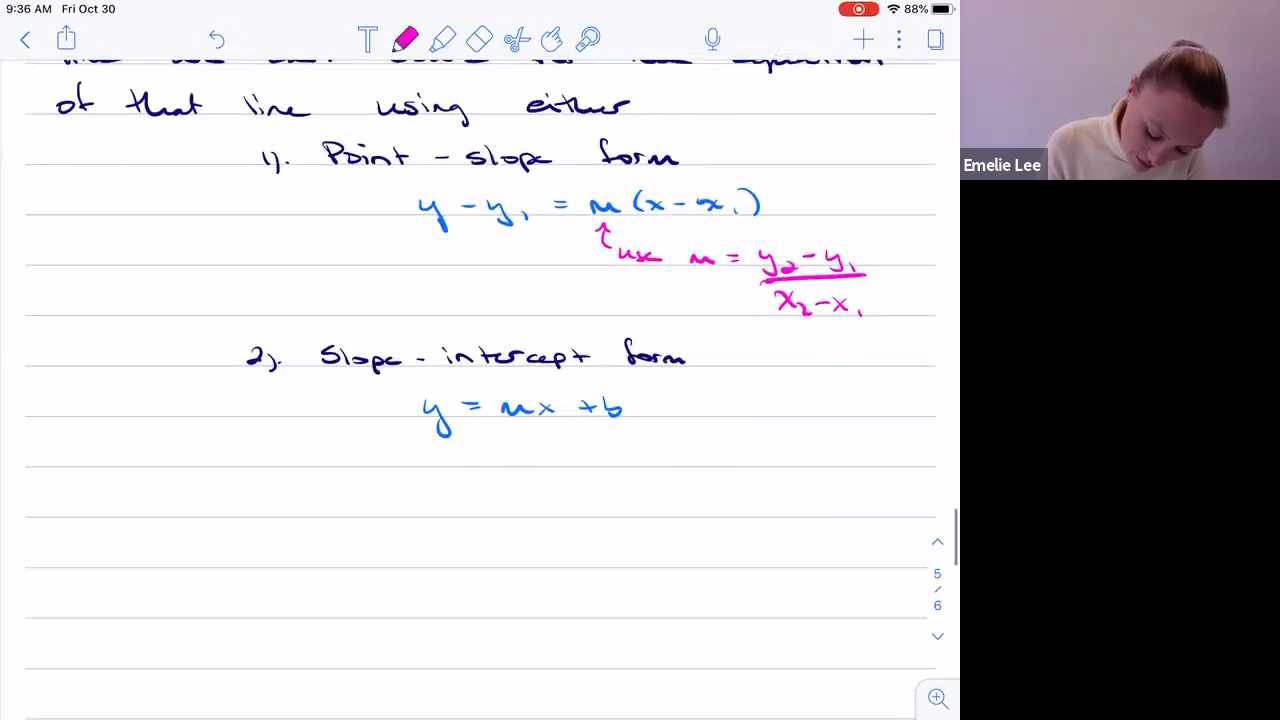 9:36 AM Fri Oct 30
88%
of that line using either
1). Point - slope form
y - y₁ = m (x - x₁)
use m = y₂ - y₁
x₂ - x₁
2). Slope - intercept form
y = mx + b
5
/
6
Emelie Lee